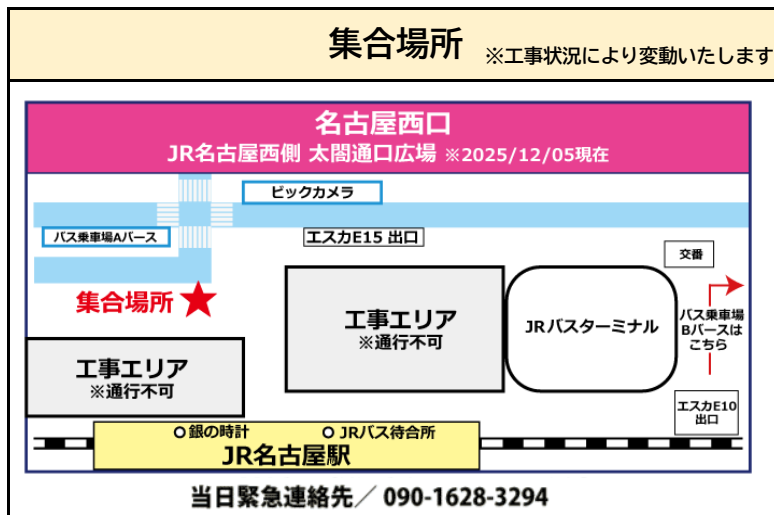 集合場所 ※工事状況により変動いたします
名古屋西口
JR名古屋西側 太閤通口広場 ※2025/12/05現在
ビックカメラ
バス乗車場Aバース
エスカE15 出口
交番
集合場所
工事エリア
※通行不可
JRバスターミナル
バス乗車場
Bバースは
こちら
工事エリア
※通行不可
エスカE10
出口
銀の時計
JRバス待合所
JR名古屋駅
当日緊急連絡先／ 090-1628-3294